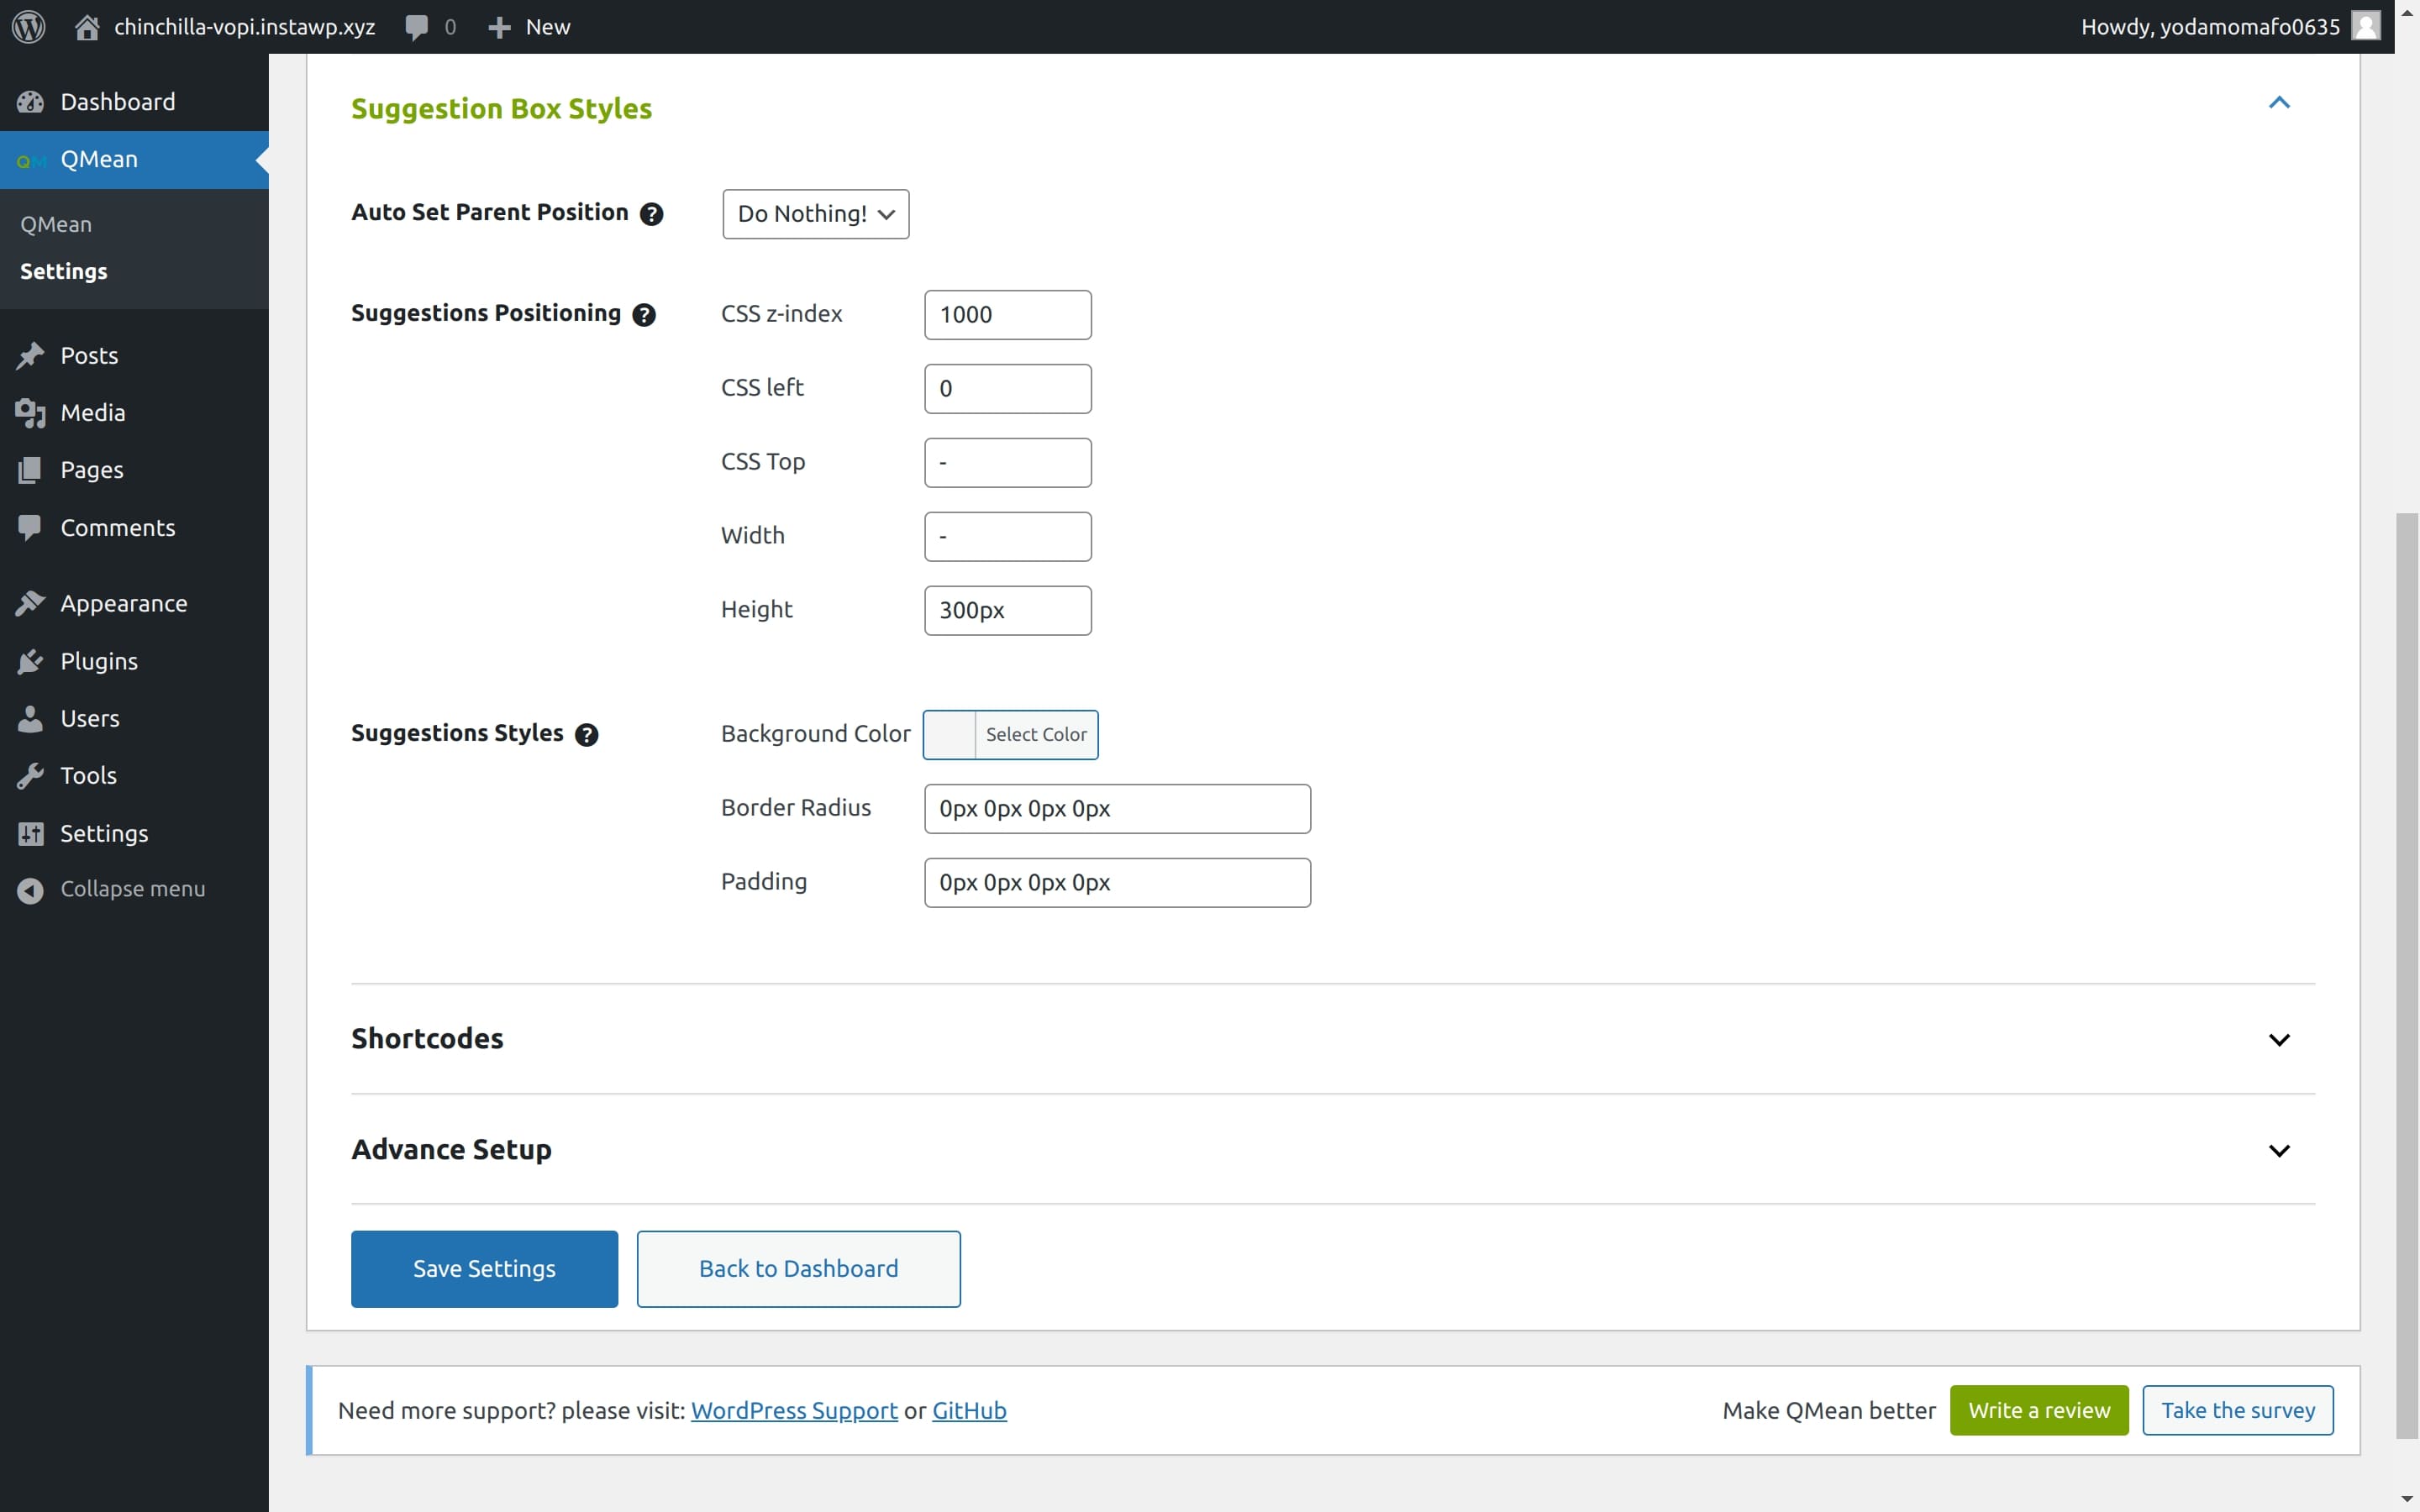 chinchilla-vopi.instawp.xyz 0 New Howdy, yodamomafo0635
Dashboard
QMean
QMean
Settings
Posts
Media
Pages
Comments
Appearance
Plugins
Users
Tools
Settings
Collapse menu
Suggestion Box Styles
Auto Set Parent Position ? Do Nothing!
Suggestions Positioning ? CSS z-index 1000
CSS left 0
CSS Top -
Width -
Height 300px
Suggestions Styles ? Background Color Select Color
Border Radius 0px 0px 0px 0px
Padding 0px 0px 0px 0px
Shortcodes
Advance Setup
Save Settings Back to Dashboard
Need more support? please visit: WordPress Support or GitHub Make QMean better Write a review Take the survey